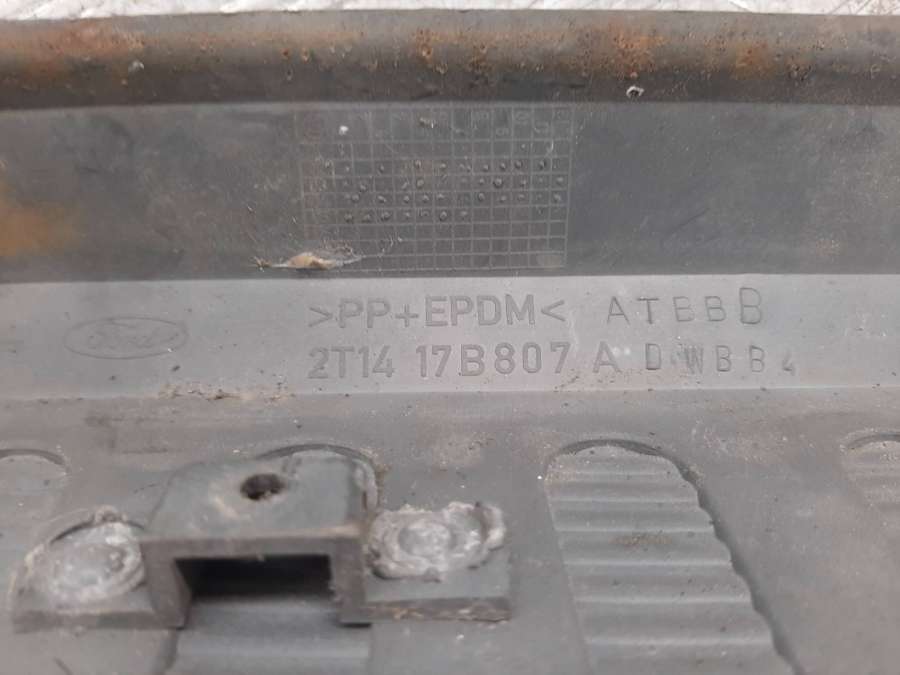 >PP+EPDM< ATBBB
Ford
2T14 17B807 A D WBB4